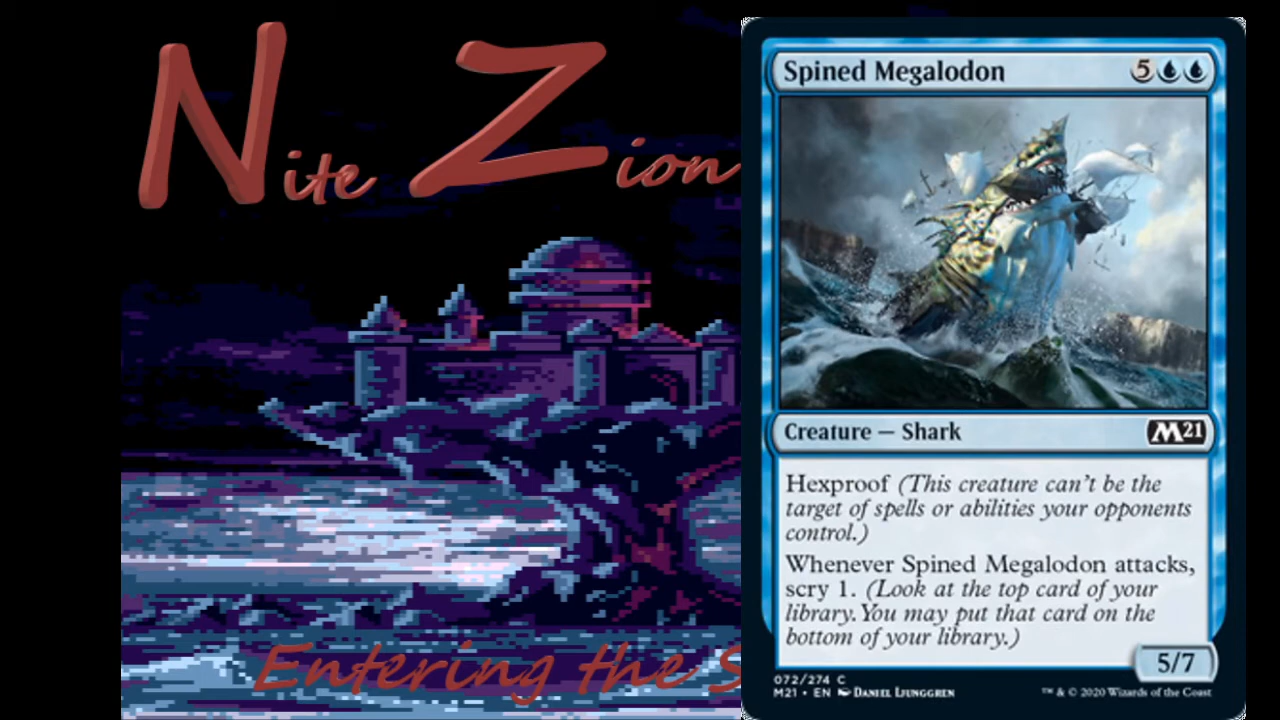 Nite Zion
Entering the S
Spined Megalodon
5
Creature — Shark
M21
Hexproof (This creature can't be the
target of spells or abilities your opponents
control.)
Whenever Spined Megalodon attacks,
scry 1. (Look at the top card of your
library. You may put that card on the
bottom of your library.)
5/7
072/274 C
M21 • EN Daniel Ljunggren
™ & © 2020 Wizards of the Coast